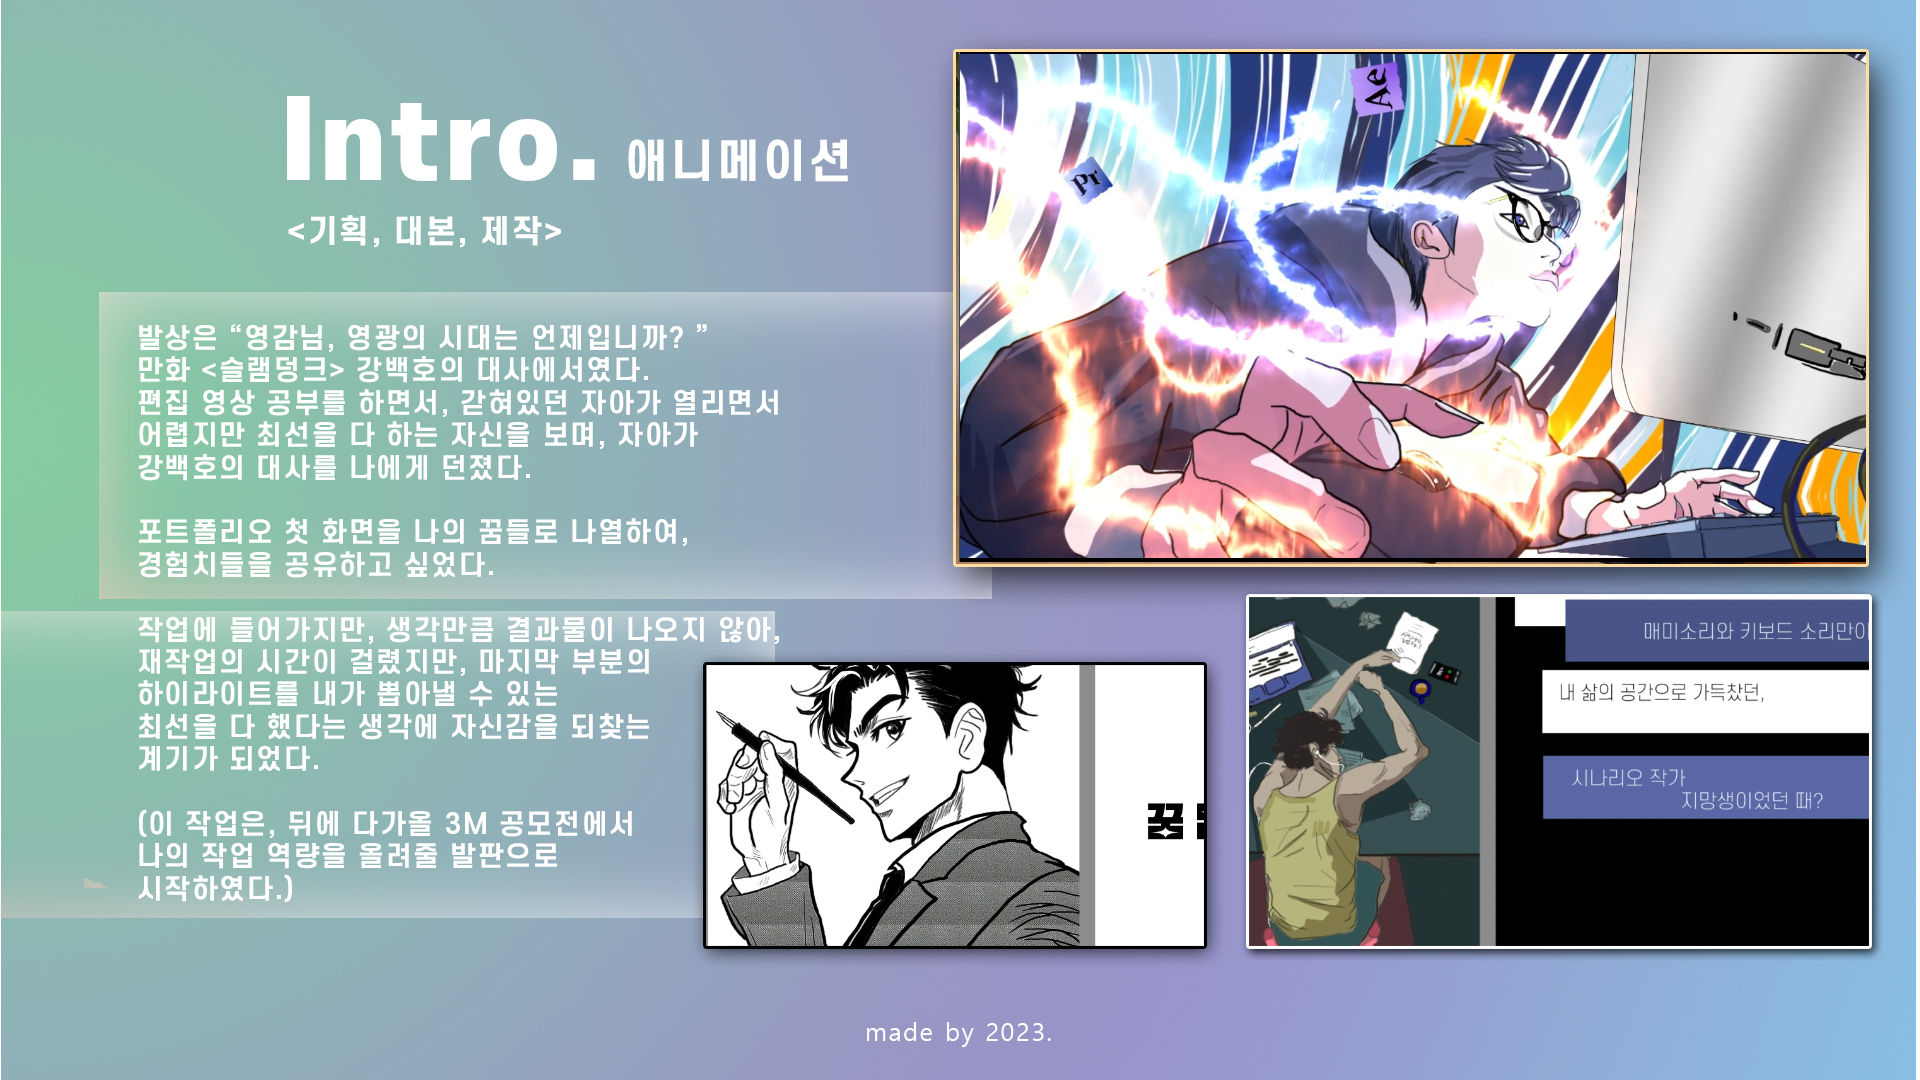 Intro. 애니메이션
<기획, 대본, 제작>
발상은 “영감님, 영광의 시대는 언제입니까? ”
만화 <슬램덩크> 강백호의 대사에서였다.
편집 영상 공부를 하면서, 갇혀있던 자아가 열리면서
어렵지만 최선을 다 하는 자신을 보며, 자아가
강백호의 대사를 나에게 던졌다.
포트폴리오 첫 화면을 나의 꿈들로 나열하여,
경험치들을 공유하고 싶었다.
작업에 들어가지만, 생각만큼 결과물이 나오지 않아,
재작업의 시간이 걸렸지만, 마지막 부분의
하이라이트를 내가 뽑아낼 수 있는
최선을 다 했다는 생각에 자신감을 되찾는
계기가 되었다.
(이 작업은, 뒤에 다가올 3M 공모전에서
나의 작업 역량을 올려줄 발판으로
시작하였다.)
Ae
Pr
꿈
매미소리와 키보드 소리만이
내 삶의 공간으로 가득찼던,
시나리오 작가
지망생이었던 때?
made by 2023.